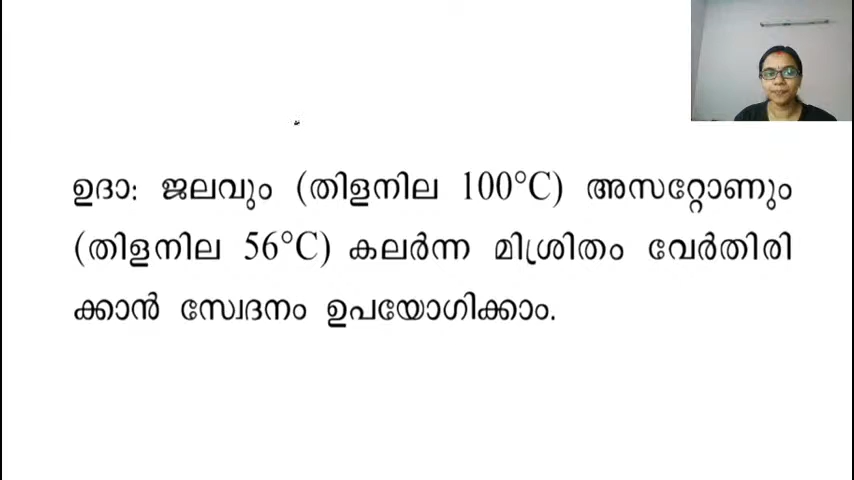 ഉദാ: ജലവും (തിളനില 100°C) അസറ്റോണും
(തിളനില 56°C) കലർന്ന മിശ്രിതം വേർതിരി
ക്കാൻ സ്വേദനം ഉപയോഗിക്കാം.